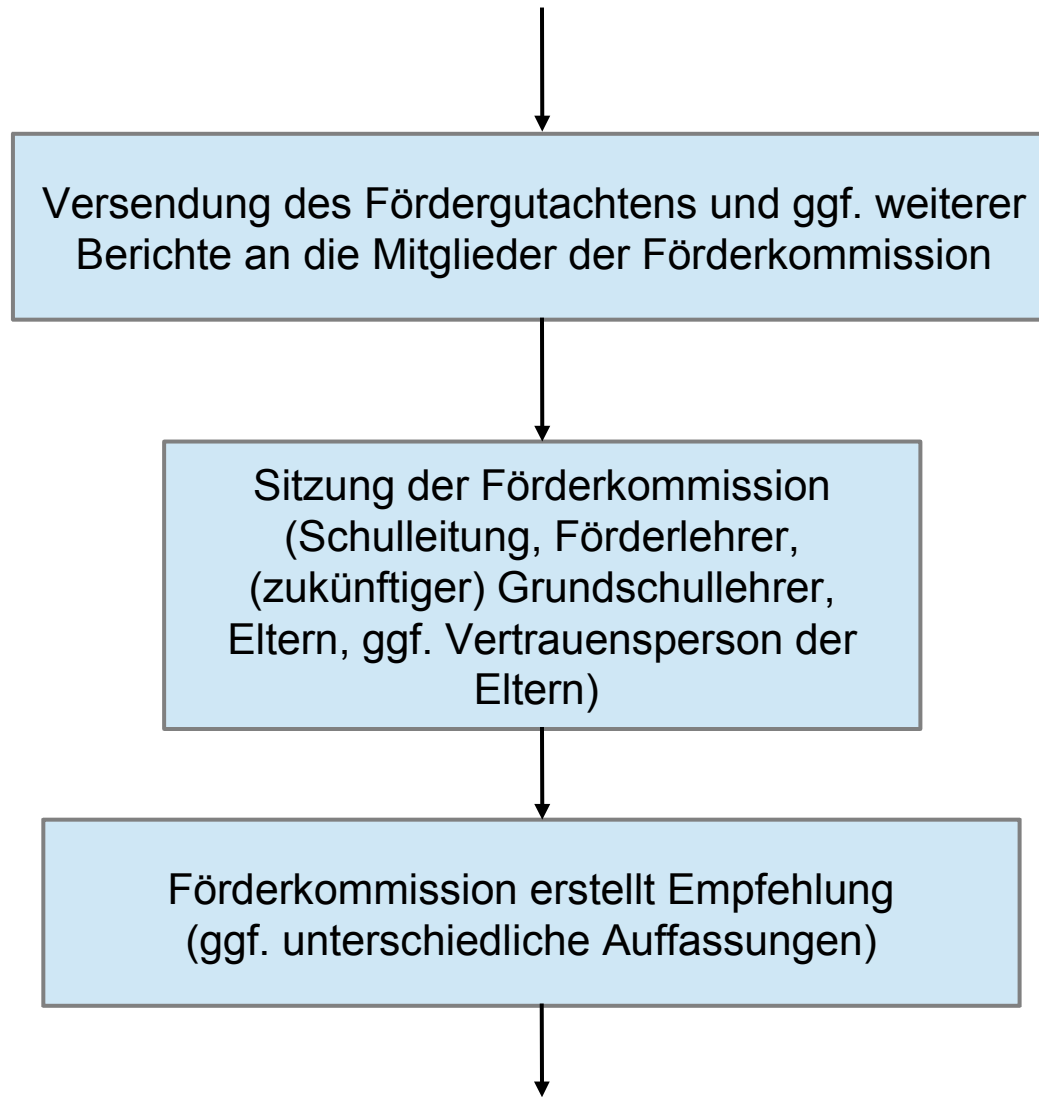 Versendung des Fördergutachtens und ggf. weiterer
Berichte an die Mitglieder der Förderkommission
Sitzung der Förderkommission
(Schulleitung, Förderlehrer,
(zukünftiger) Grundschullehrer,
Eltern, ggf. Vertrauensperson der
Eltern)
Förderkommission erstellt Empfehlung
(ggf. unterschiedliche Auffassungen)